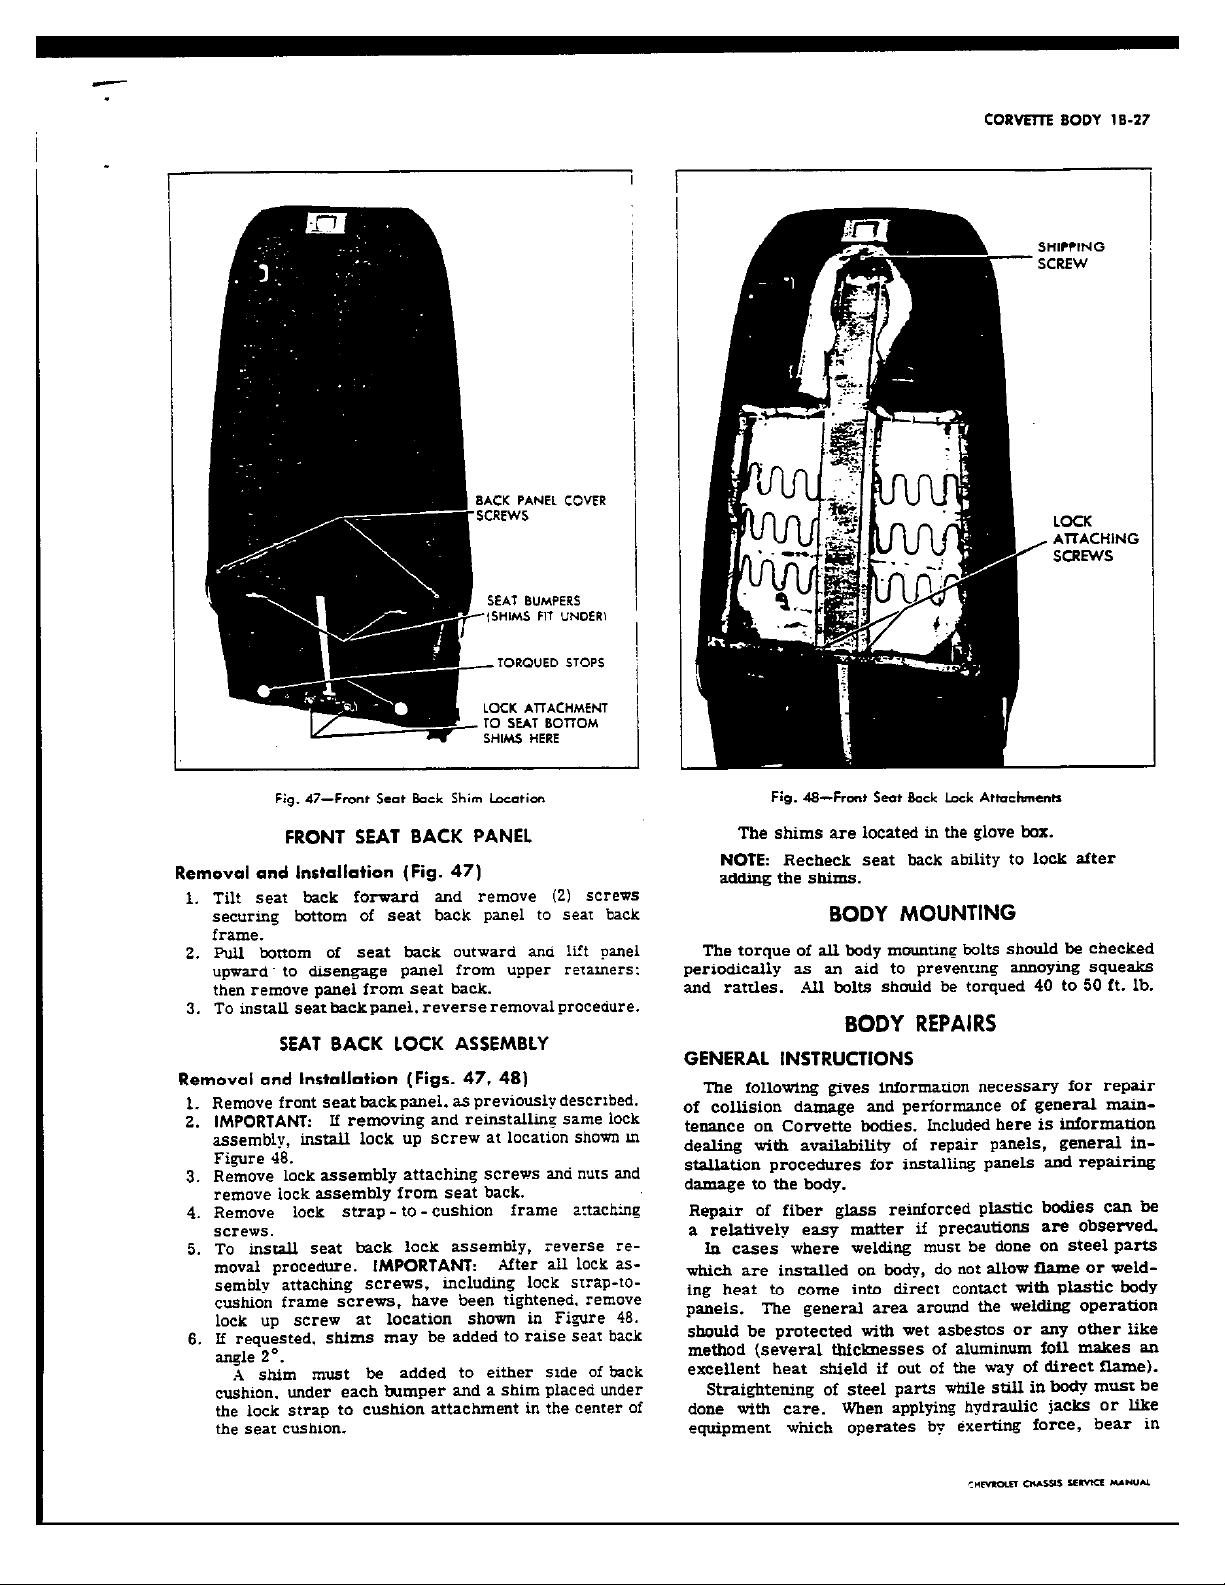 CORVETTE BODY 1B-27
BACK PANEL COVER
SCREWS
SEAT BUMPERS
(SHIMS FIT UNDER)
TORQUED STOPS
LOCK ATTACHMENT
TO SEAT BOTTOM
SHIMS HERE
Fig. 47—Front Seat Back Shim Location
FRONT SEAT BACK PANEL
Removal and Installation (Fig. 47)
1. Tilt seat back forward and remove (2) screws
securing bottom of seat back panel to seat back
frame.
2. Pull bottom of seat back outward and lift panel
upward to disengage panel from upper retainers;
then remove panel from seat back.
3. To install seat back panel, reverse removal procedure.
SEAT BACK LOCK ASSEMBLY
Removal and Installation (Figs. 47, 48)
1. Remove front seat back panel, as previously described.
2. IMPORTANT: If removing and reinstalling same lock
assembly, install lock up screw at location shown in
Figure 48.
3. Remove lock assembly attaching screws and nuts and
remove lock assembly from seat back.
4. Remove lock strap-to-cushion frame attaching
screws.
5. To install seat back lock assembly, reverse re-
moval procedure. IMPORTANT: After all lock as-
sembly attaching screws, including lock strap-to-
cushion frame screws, have been tightened, remove
lock up screw at location shown in Figure 48.
6. If requested, shims may be added to raise seat back
angle 2°.
A shim must be added to either side of back
cushion, under each bumper and a shim placed under
the lock strap to cushion attachment in the center of
the seat cushion.
SHIPPING
SCREW
LOCK
ATTACHING
SCREWS
Fig. 48—Front Seat Back Lock Attachments
The shims are located in the glove box.
NOTE: Recheck seat back ability to lock after
adding the shims.
BODY MOUNTING
The torque of all body mounting bolts should be checked
periodically as an aid to preventing annoying squeaks
and rattles. All bolts should be torqued 40 to 50 ft. lb.
BODY REPAIRS
GENERAL INSTRUCTIONS
The following gives information necessary for repair
of collision damage and performance of general main-
tenance on Corvette bodies. Included here is information
dealing with availability of repair panels, general in-
stallation procedures for installing panels and repairing
damage to the body.
Repair of fiber glass reinforced plastic bodies can be
a relatively easy matter if precautions are observed.
In cases where welding must be done on steel parts
which are installed on body, do not allow flame or weld-
ing heat to come into direct contact with plastic body
panels. The general area around the welding operation
should be protected with wet asbestos or any other like
method (several thicknesses of aluminum foil makes an
excellent heat shield if out of the way of direct flame).
Straightening of steel parts while still in body must be
done with care. When applying hydraulic jacks or like
equipment which operates by exerting force, bear in
CHEVROLET CHASSIS SERVICE MANUAL